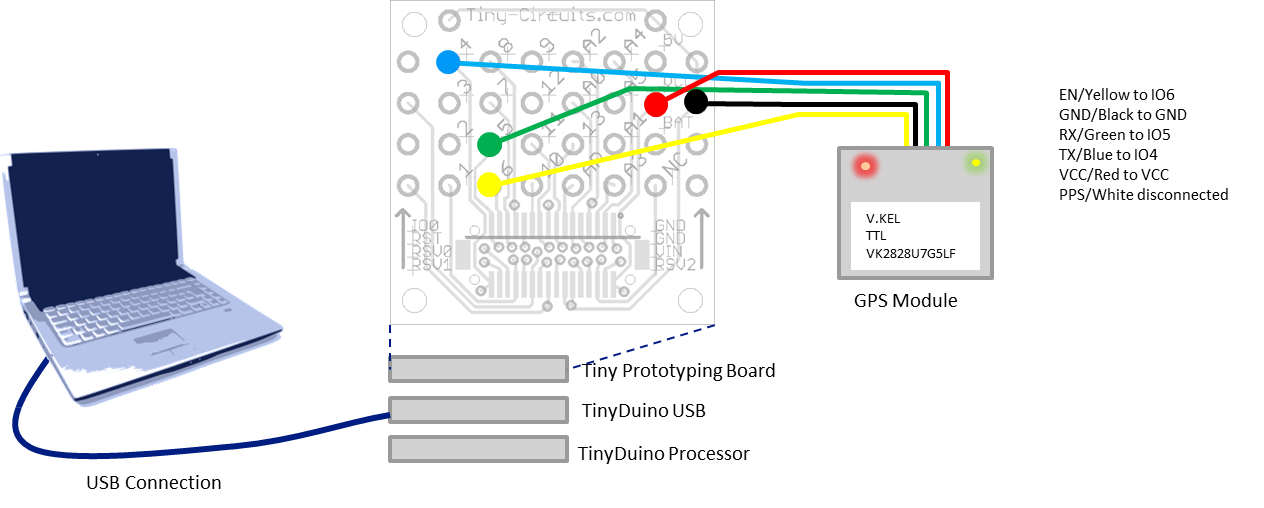 Tiny-Circuits.com
4
8
9
A2
A4
5V
3
7
12
A0
A5
VCC
2
5
11
13
A1
BAT
1
6
10
A3
NC
IO0
RST
RSV0
RSV1
GND
GND
VIN
RSV2
EN/Yellow to IO6
GND/Black to GND
RX/Green to IO5
TX/Blue to IO4
VCC/Red to VCC
PPS/White disconnected
V.KEL
TTL
VK2828U7G5LF
GPS Module
Tiny Prototyping Board
TinyDuino USB
TinyDuino Processor
USB Connection